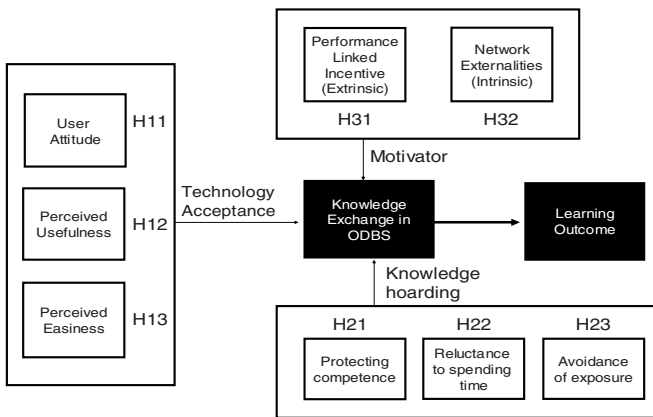 Performance
Linked
Incentive
(Extrinsic)
Network
Externalities
(Intrinsic)
H31
H32
Motivator
User
Attitude
H11
Perceived
Usefulness
H12
Perceived
Easiness
H13
Technology
Acceptance
Knowledge
Exchange in
ODBS
Learning
Outcome
Knowledge
hoarding
H21
H22
H23
Protecting
competence
Reluctance
to spending
time
Avoidance
of exposure